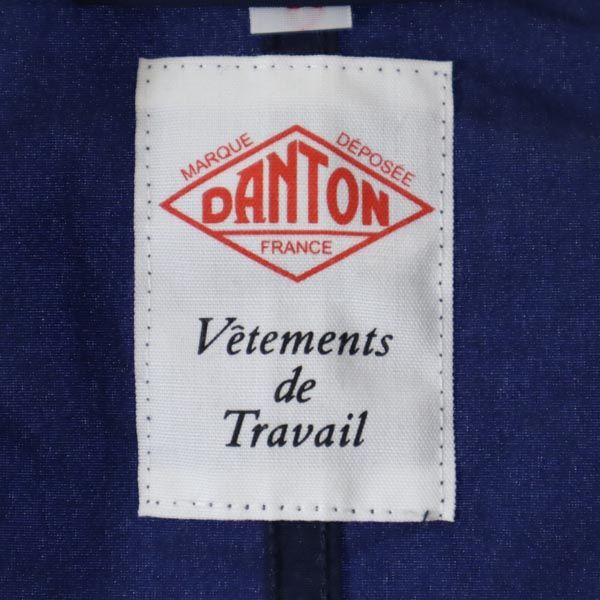 MARQUE DÉPOSÉE
DANTON
FRANCE
Vêtements
de
Travail